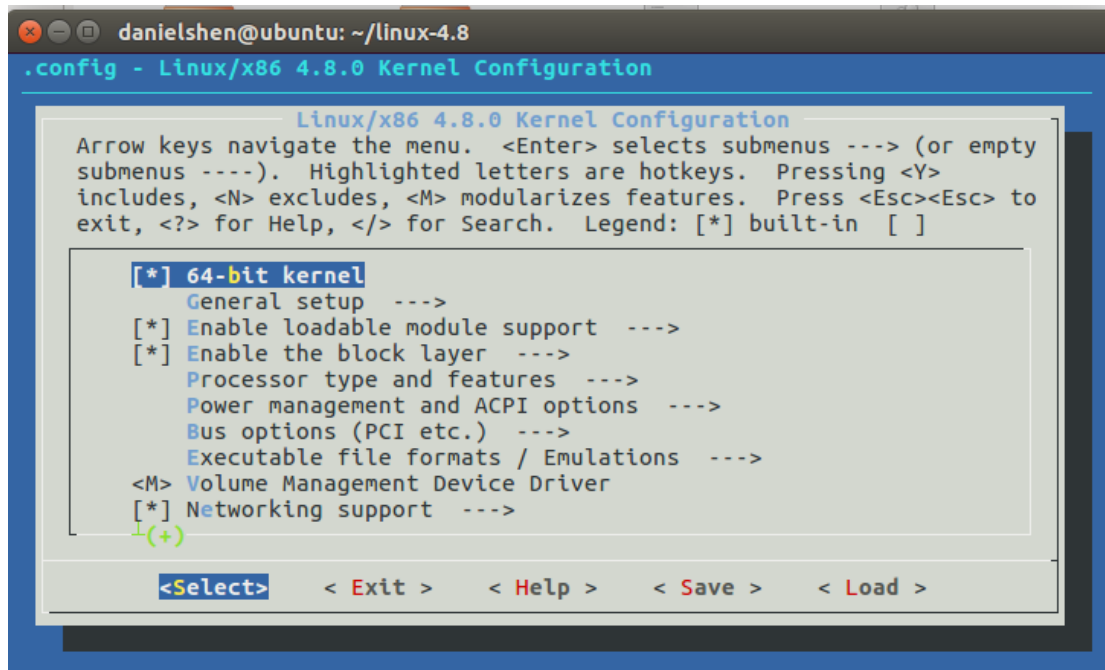 danielshen@ubuntu: ~/linux-4.8
.config - Linux/x86 4.8.0 Kernel Configuration
Linux/x86 4.8.0 Kernel Configuration
Arrow keys navigate the menu.  <Enter> selects submenus ---> (or empty
submenus ----).  Highlighted letters are hotkeys.  Pressing <Y>
includes, <N> excludes, <M> modularizes features.  Press <Esc><Esc> to
exit, <?> for Help, </> for Search.  Legend: [*] built-in  [ ]
[*] 64-bit kernel
General setup  --->
[*] Enable loadable module support  --->
[*] Enable the block layer  --->
Processor type and features  --->
Power management and ACPI options  --->
Bus options (PCI etc.)  --->
Executable file formats / Emulations  --->
<M> Volume Management Device Driver
[*] Networking support  --->
┴(+)
<Select>    < Exit >    < Help >    < Save >    < Load >